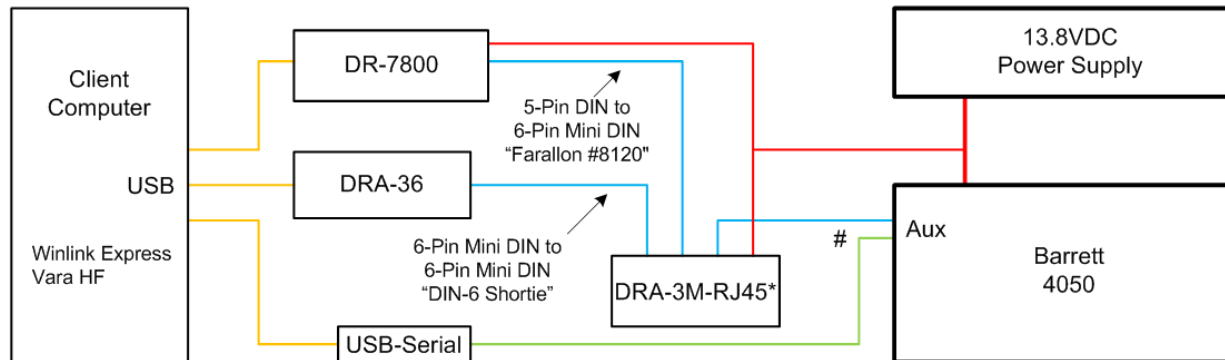 Client
Computer
USB
Winlink Express
Vara HF
DR-7800
5-Pin DIN to
6-Pin Mini DIN
“Farallon #8120"
DRA-36
6-Pin Mini DIN to
6-Pin Mini DIN
“DIN-6 Shortie”
DRA-3M-RJ45*
USB-Serial
13.8VDC
Power Supply
#
Aux
Barrett
4050